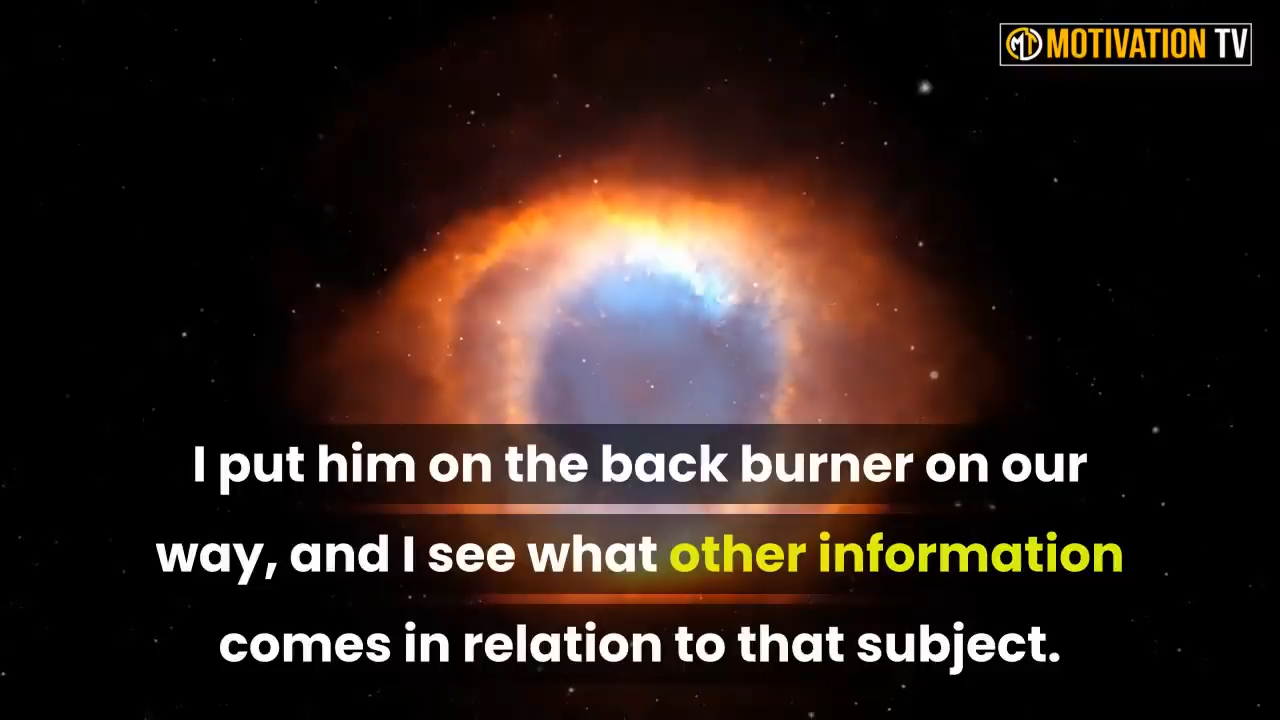 MT MOTIVATION TV
I put him on the back burner on our
way, and I see what other information
comes in relation to that subject.